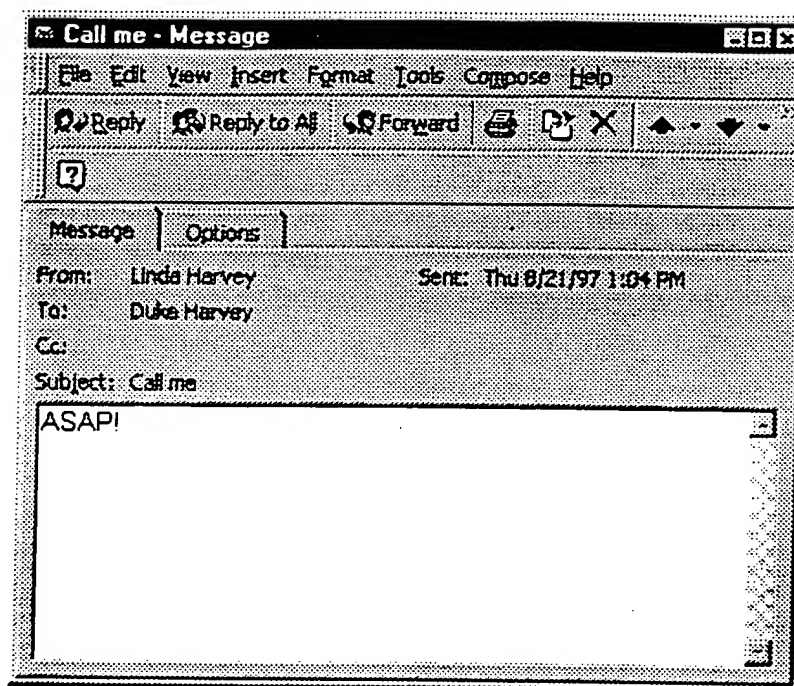 Call me - Message
File Edit View Insert Format Tools Compose Help
Reply Reply to All Forward
?
Message Options
From: Linda Harvey Sent: Thu 8/21/97 1:04 PM
To: Duke Harvey
Cc:
Subject: Call me
ASAP!